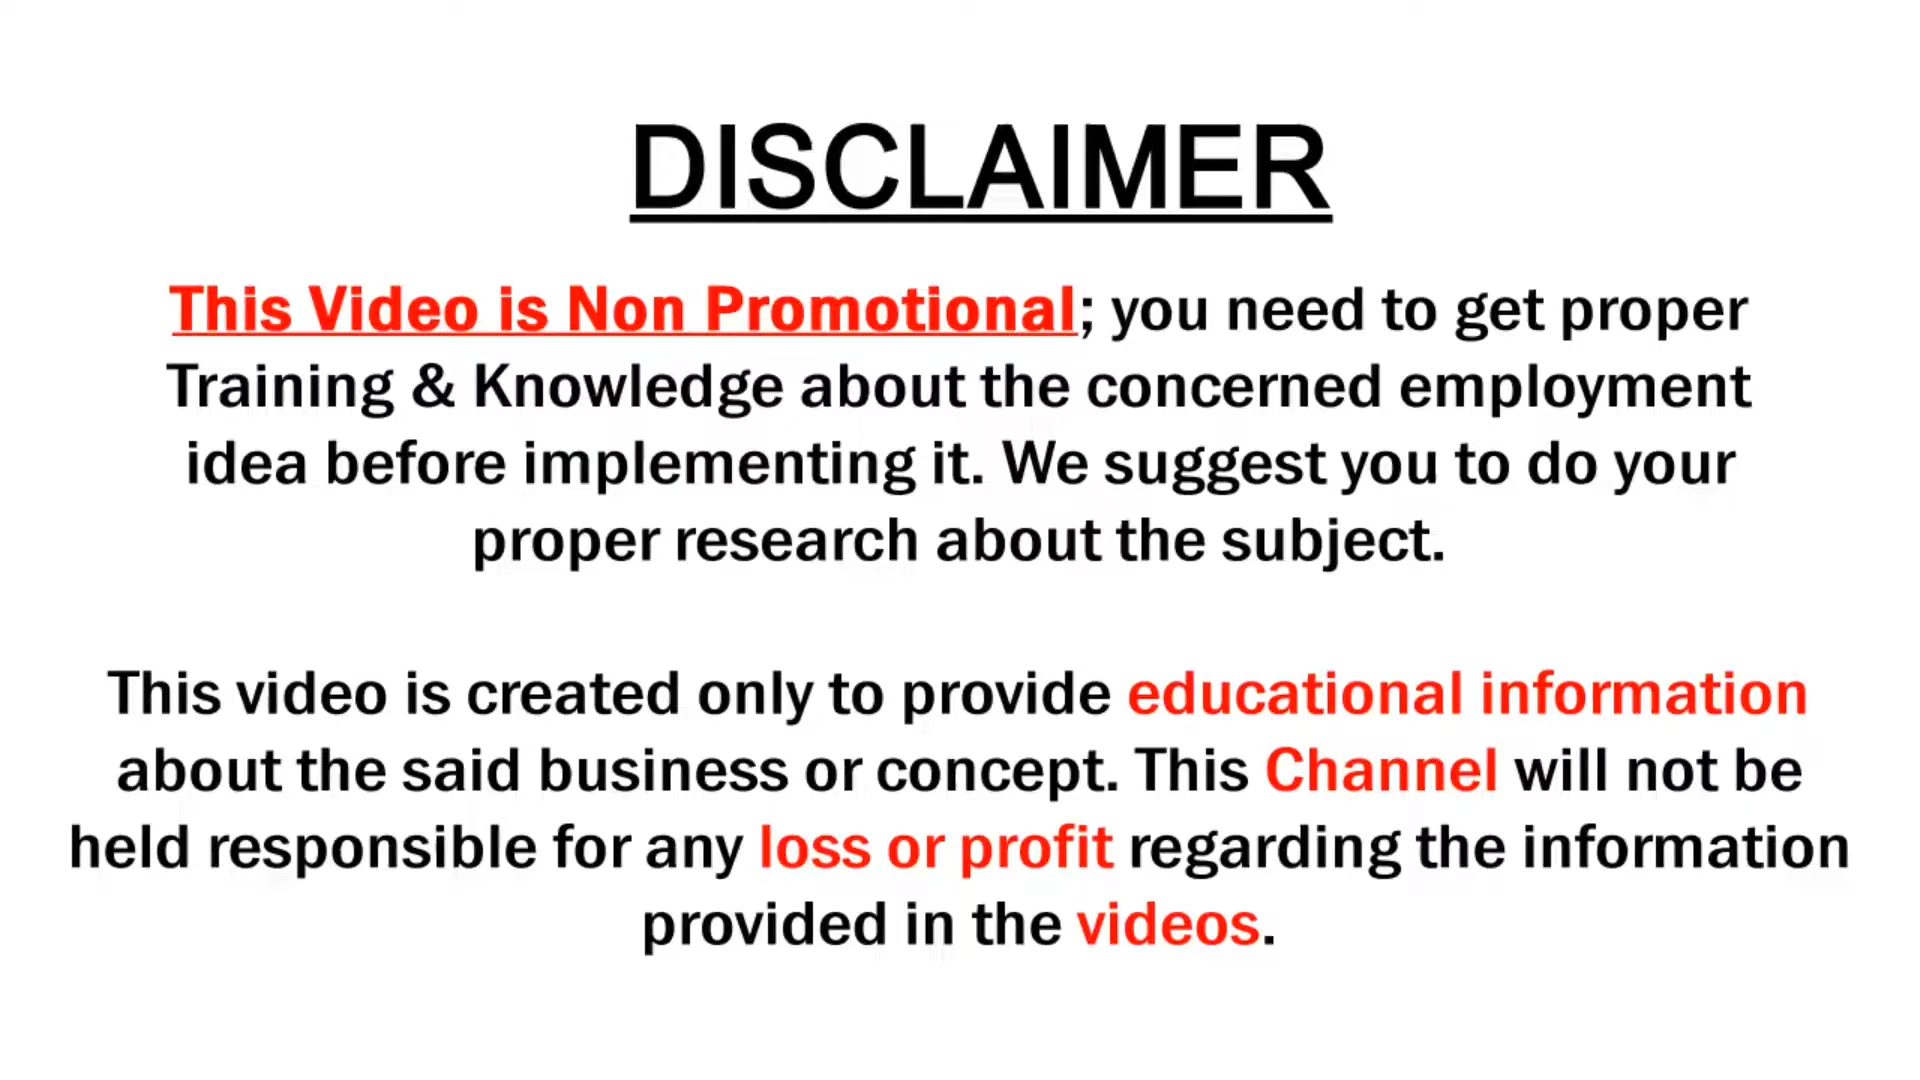 DISCLAIMER
This Video is Non Promotional; you need to get proper
Training & Knowledge about the concerned employment
idea before implementing it. We suggest you to do your
proper research about the subject.
This video is created only to provide educational information
about the said business or concept. This Channel will not be
held responsible for any loss or profit regarding the information
provided in the videos.